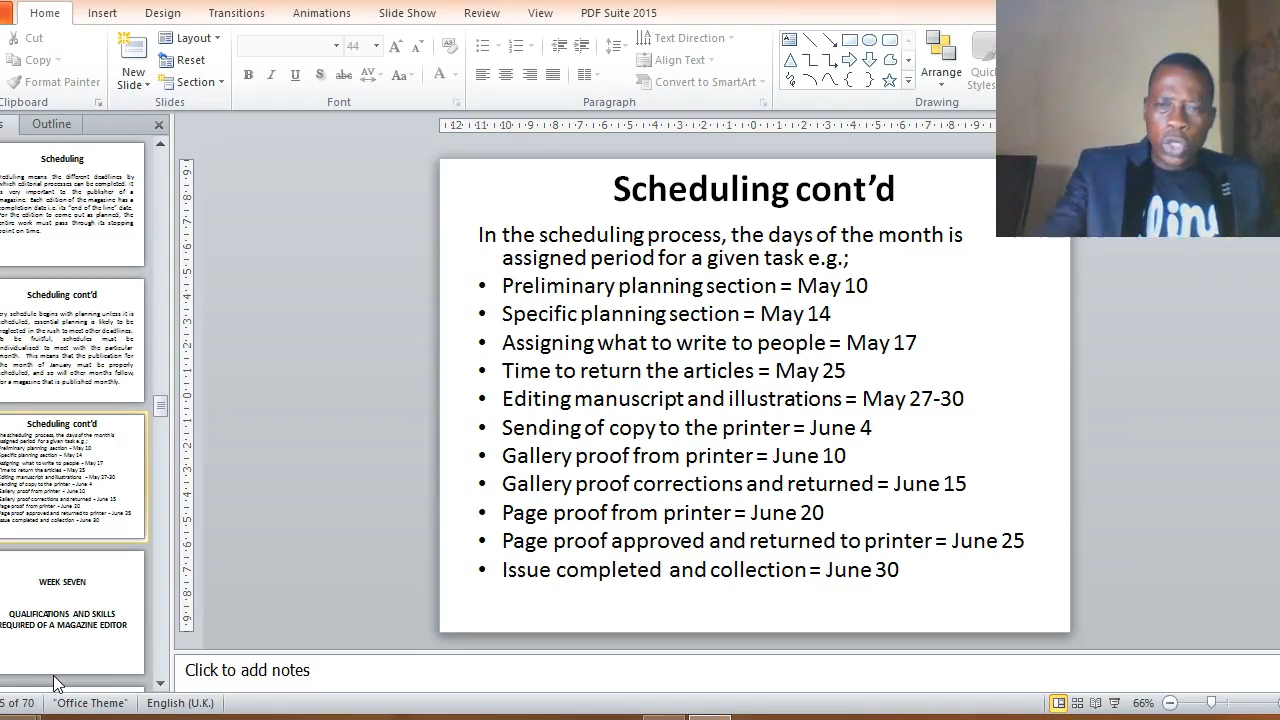 Home Insert Design Transitions Animations Slide Show Review View PDF Suite 2015
Cut
Copy
Format Painter
Clipboard
New
Slide
Layout
Reset
Section
Slides
44
B I U S abc AV Aa A
Font
Text Direction
Align Text
Convert to SmartArt
Paragraph
Arrange
Quick
Styles
Drawing
Outline
Scheduling cont'd
In the scheduling process, the days of the month is
assigned period for a given task e.g.;
• Preliminary planning section = May 10
• Specific planning section = May 14
• Assigning what to write to people = May 17
• Time to return the articles = May 25
• Editing manuscript and illustrations = May 27-30
• Sending of copy to the printer = June 4
• Gallery proof from printer = June 10
• Gallery proof corrections and returned = June 15
• Page proof from printer = June 20
• Page proof approved and returned to printer = June 25
• Issue completed and collection = June 30
Scheduling
Scheduling cont'd
Scheduling cont'd
WEEK SEVEN
QUALIFICATIONS AND SKILLS
REQUIRED OF A MAGAZINE EDITOR
Click to add notes
5 of 70
"Office Theme"
English (U.K.)
66%